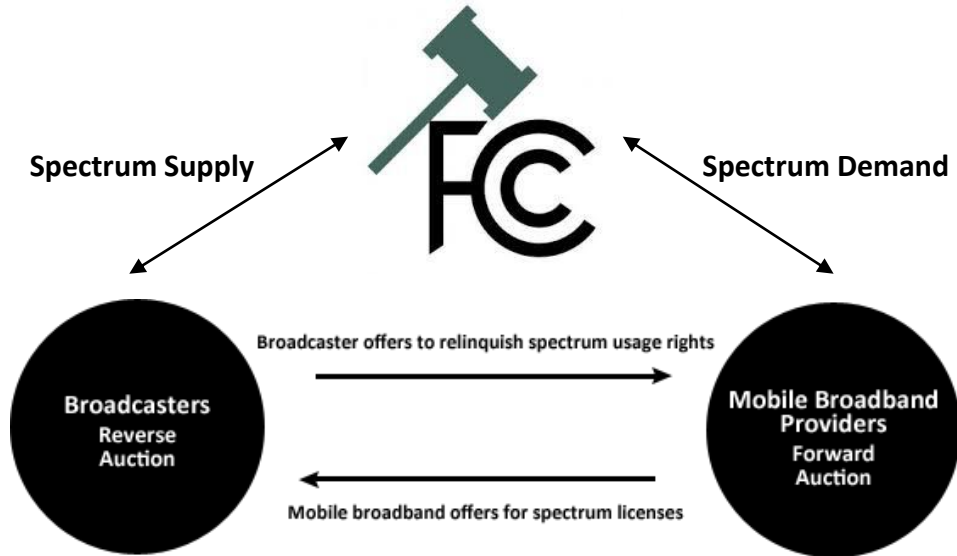 FCC
Spectrum Supply
Spectrum Demand
Broadcaster offers to relinquish spectrum usage rights
Broadcasters
Reverse
Auction
Mobile Broadband
Providers
Forward
Auction
Mobile broadband offers for spectrum licenses